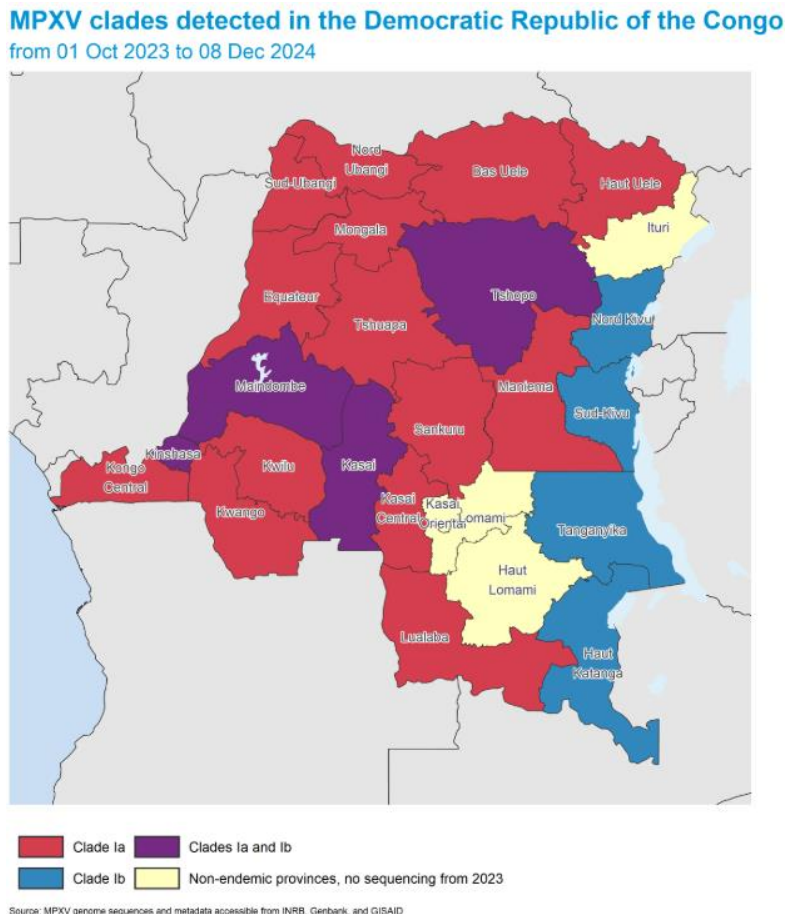 MPXV clades detected in the Democratic Republic of the Congo
from 01 Oct 2023 to 08 Dec 2024
Nord
Ubangi
Sud-Ubangi
Bas Uele
Haut Uele
Mongala
Ituri
Equateur
Tshopo
Nord Kivu
Tshuapa
Maindombe
Maniema
Sud-Kivu
Sankuru
Kinshasa
Kongo
Central
Kwilu
Kasai
Kwango
Kasai
Central
Kasai
Oriental
Lomami
Tanganyika
Haut
Lomami
Lualaba
Haut
Katanga
Clade Ia
Clades Ia and Ib
Clade Ib
Non-endemic provinces, no sequencing from 2023
Source: MPXV genome sequences and metadata accessible from INRB, Genbank, and GISAID